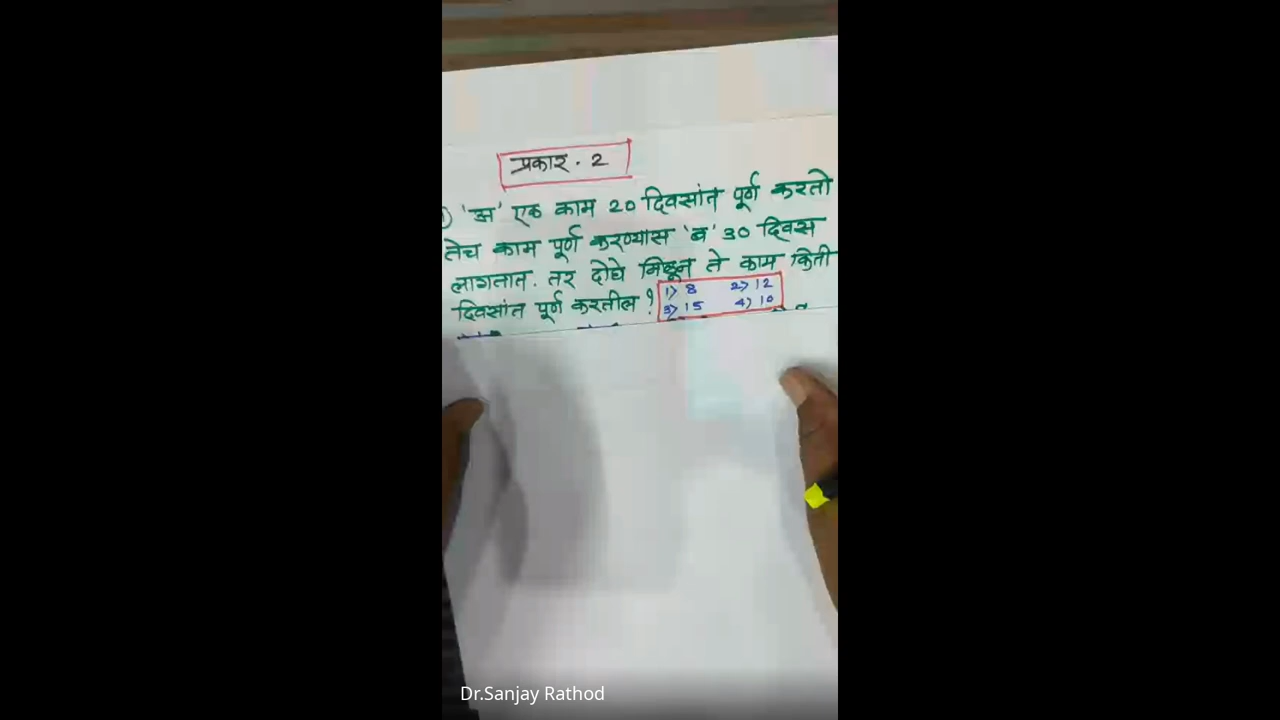 प्रकार . 2
1) 'अ' एक काम 20 दिवसांत पूर्ण करतो
तेच काम पूर्ण करण्यास 'ब' 30 दिवस
लागतात. तर दोघे मिळून ते काम किती
दिवसांत पूर्ण करतील ?
1) 8 2) 12
3) 15 4) 10
Dr.Sanjay Rathod